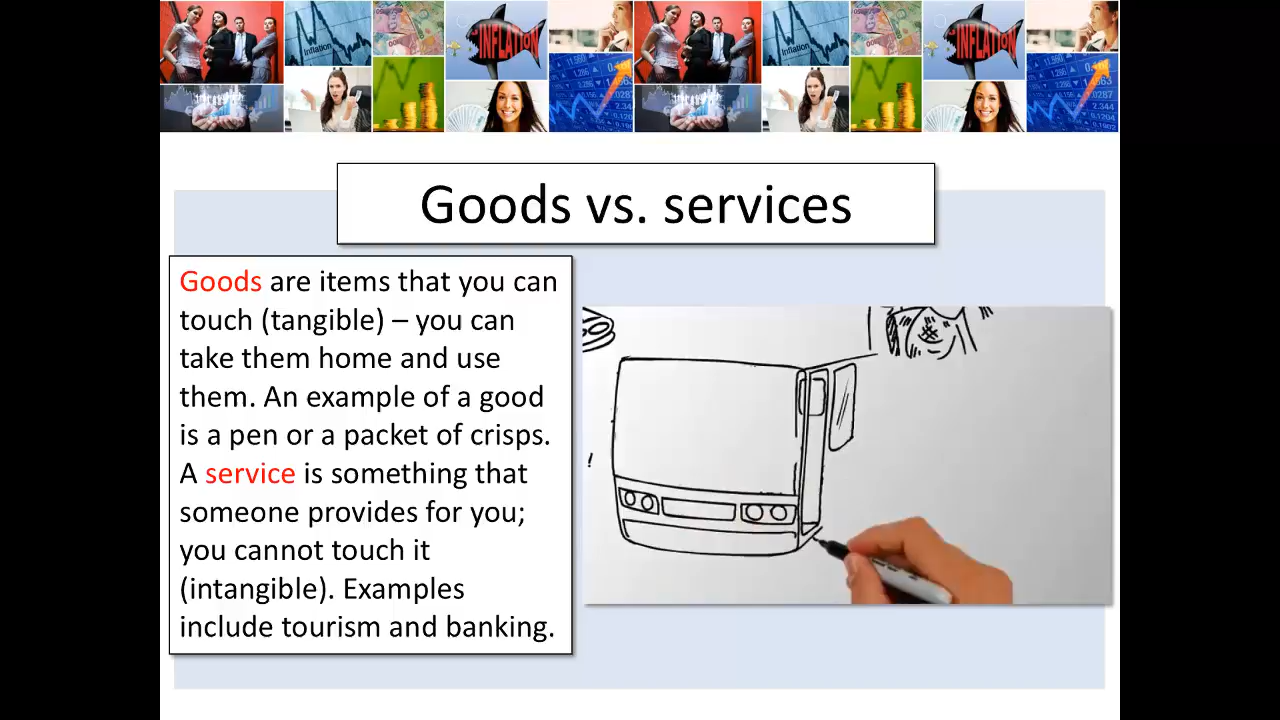 Inflation
INFLATION
Inflation
INFLATION
Goods vs. services
Goods are items that you can
touch (tangible) – you can
take them home and use
them. An example of a good
is a pen or a packet of crisps.
A service is something that
someone provides for you;
you cannot touch it
(intangible). Examples
include tourism and banking.